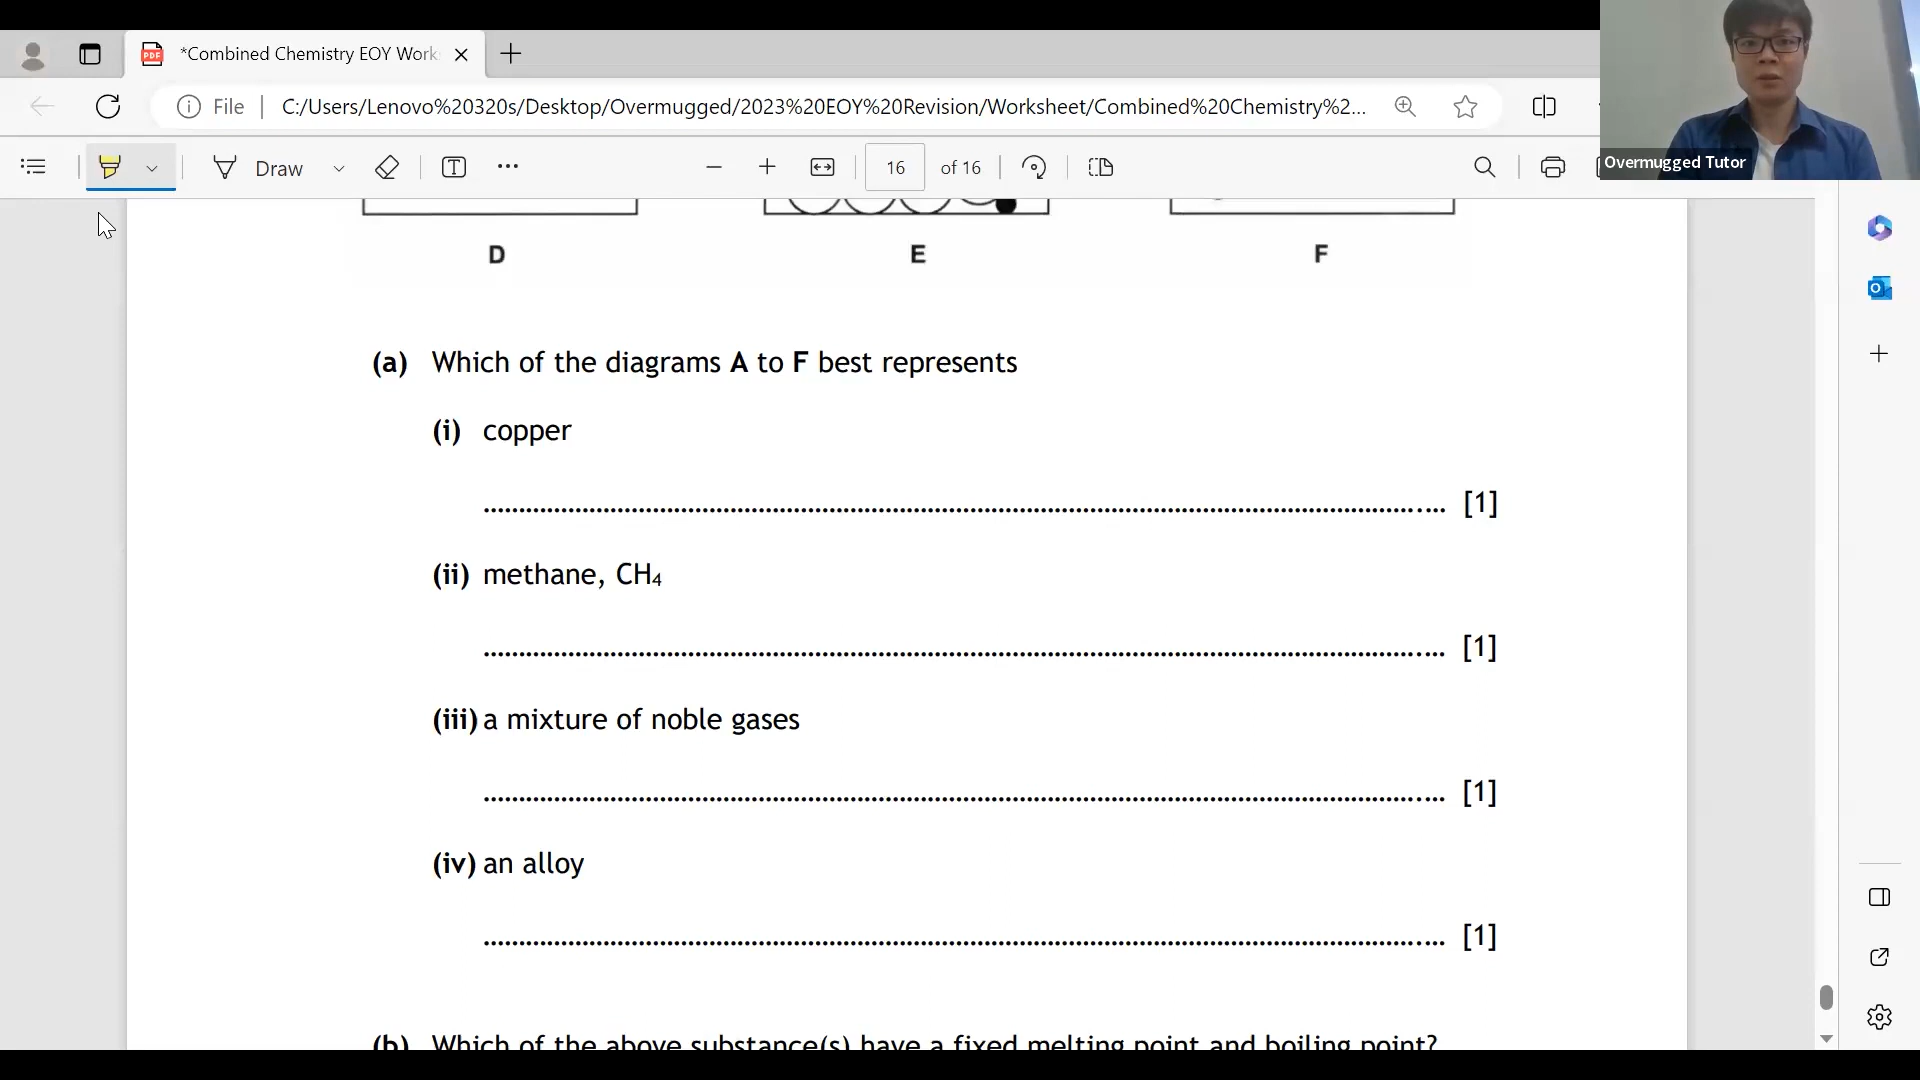 *Combined Chemistry EOY Work
File
C:/Users/Lenovo%20320s/Desktop/Overmugged/2023%20EOY%20Revision/Worksheet/Combined%20Chemistry%2...
Draw
16 of 16
Overmugged Tutor
D E F
(a) Which of the diagrams A to F best represents
(i) copper
[1]
(ii) methane, CH₄
[1]
(iii) a mixture of noble gases
[1]
(iv) an alloy
[1]
(b) Which of the above substance(s) have a fixed melting point and boiling point?